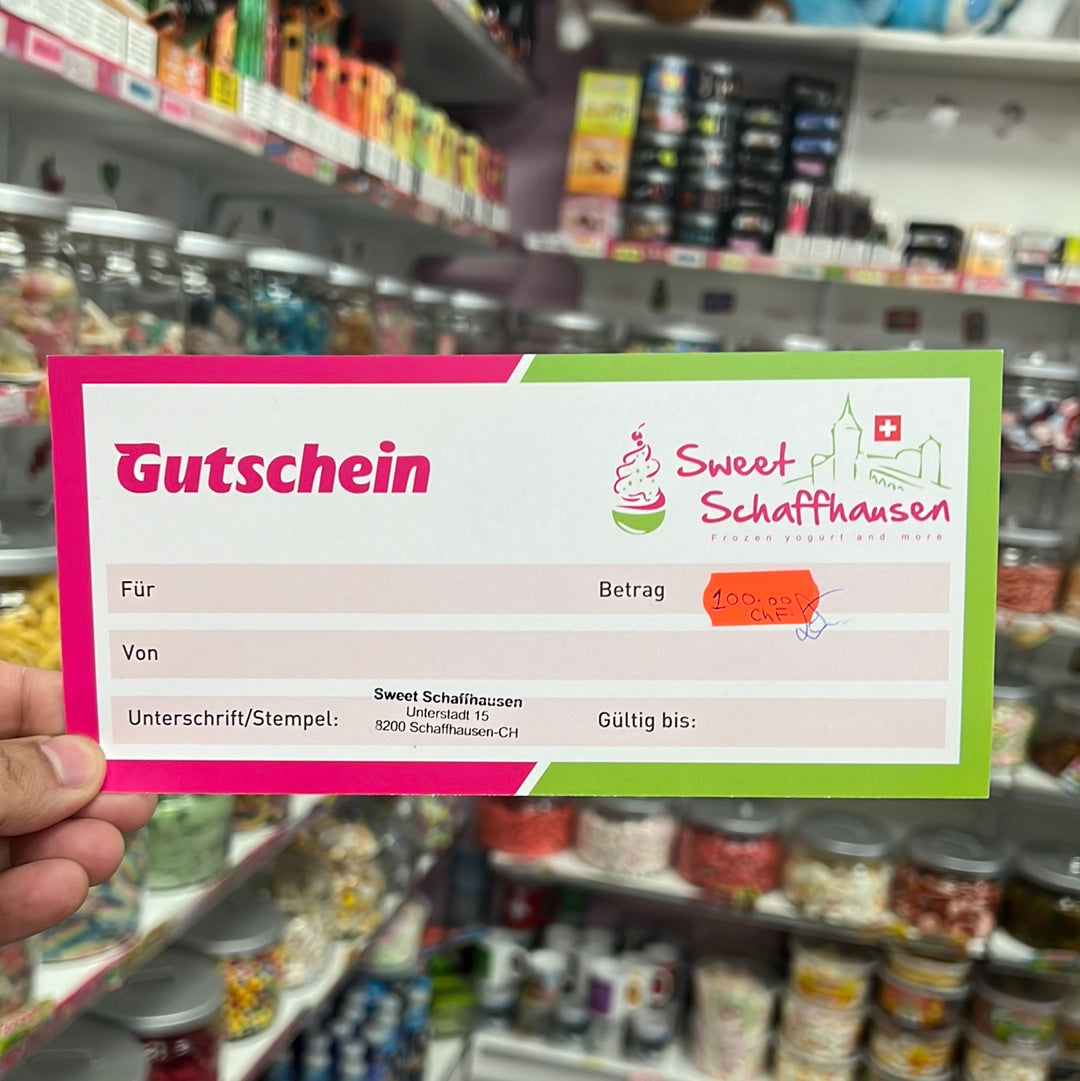 Gutschein
Sweet
Schaffhausen
Frozen yogurt and more
Für
Betrag
100.00
CHF.
Von
Unterschrift/Stempel:
Sweet Schaffhausen
Unterstadt 15
8200 Schaffhausen-CH
Gültig bis: